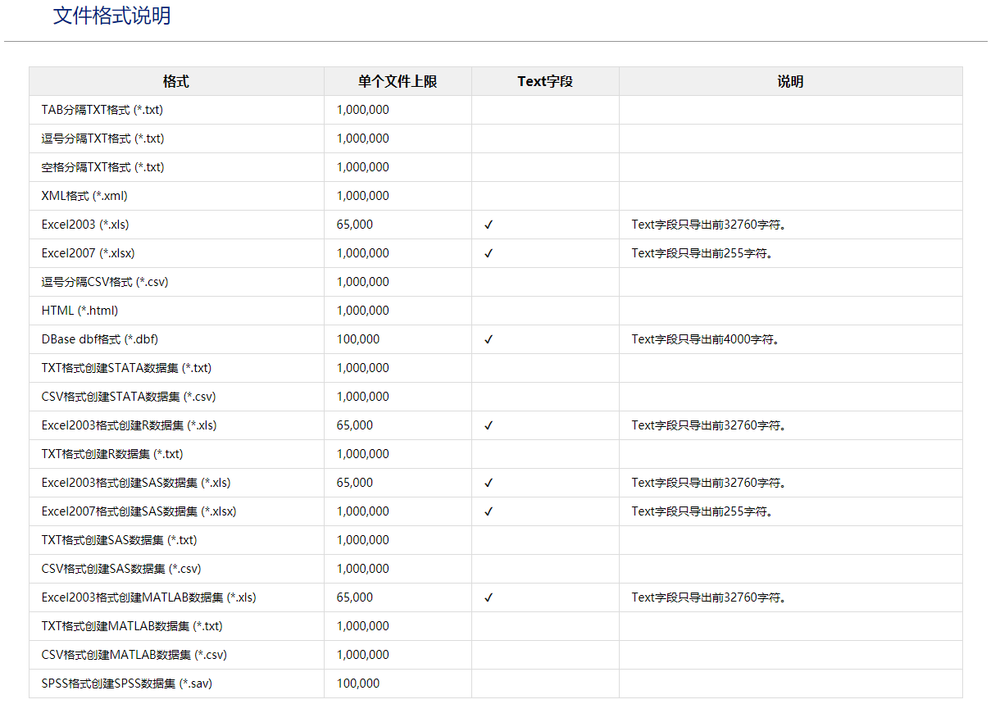 文件格式说明
格式 单个文件上限 Text字段 说明
TAB分隔TXT格式 (*.txt) 1,000,000
逗号分隔TXT格式 (*.txt) 1,000,000
空格分隔TXT格式 (*.txt) 1,000,000
XML格式 (*.xml) 1,000,000
Excel2003 (*.xls) 65,000 ✓ Text字段只导出前32760字符。
Excel2007 (*.xlsx) 1,000,000 ✓ Text字段只导出前255字符。
逗号分隔CSV格式 (*.csv) 1,000,000
HTML (*.html) 1,000,000
DBase dbf格式 (*.dbf) 100,000 ✓ Text字段只导出前4000字符。
TXT格式创建STATA数据集 (*.txt) 1,000,000
CSV格式创建STATA数据集 (*.csv) 1,000,000
Excel2003格式创建R数据集 (*.xls) 65,000 ✓ Text字段只导出前32760字符。
TXT格式创建R数据集 (*.txt) 1,000,000
Excel2003格式创建SAS数据集 (*.xls) 65,000 ✓ Text字段只导出前32760字符。
Excel2007格式创建SAS数据集 (*.xlsx) 1,000,000 ✓ Text字段只导出前255字符。
TXT格式创建SAS数据集 (*.txt) 1,000,000
CSV格式创建SAS数据集 (*.csv) 1,000,000
Excel2003格式创建MATLAB数据集 (*.xls) 65,000 ✓ Text字段只导出前32760字符。
TXT格式创建MATLAB数据集 (*.txt) 1,000,000
CSV格式创建MATLAB数据集 (*.csv) 1,000,000
SPSS格式创建SPSS数据集 (*.sav) 100,000